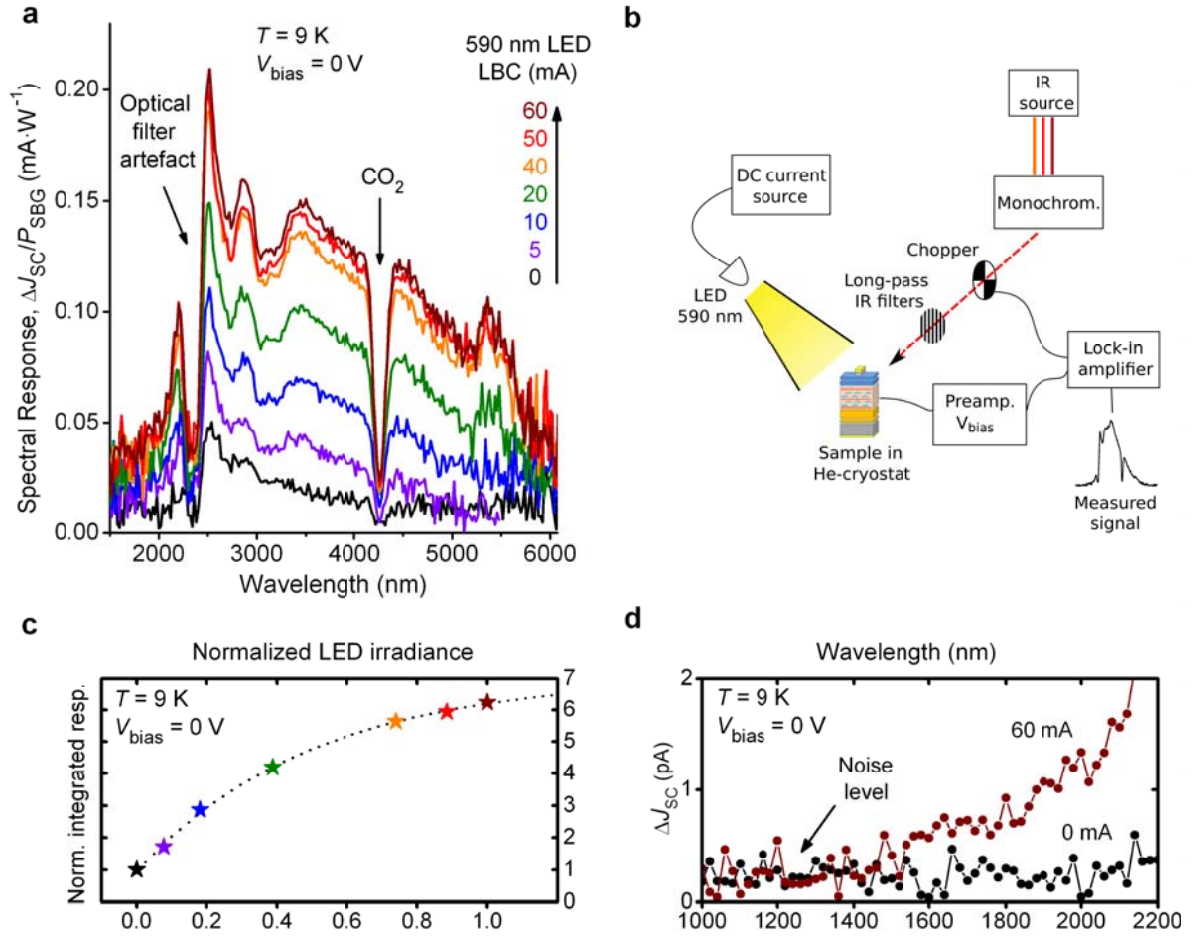 a
T = 9 K
V_bias = 0 V
590 nm LED
LBC (mA)
60
50
40
20
10
5
0
Optical
filter
artefact
CO₂
Spectral Response, ΔJ_SC/P_SBG (mA·W⁻¹)
0.20
0.15
0.10
0.05
0.00
2000 3000 4000 5000 6000
Wavelength (nm)
b
IR
source
Monochrom.
DC current
source
Chopper
Long-pass
IR filters
LED
590 nm
Lock-in
amplifier
Preamp.
V_bias
Sample in
He-cryostat
Measured
signal
c
Normalized LED irradiance
T = 9 K
V_bias = 0 V
Norm. integrated resp.
7
6
5
4
3
2
1
0
0.0 0.2 0.4 0.6 0.8 1.0
d
Wavelength (nm)
T = 9 K
V_bias = 0 V
60 mA
Noise
level
0 mA
ΔJ_SC (pA)
2
1
0
1000 1200 1400 1600 1800 2000 2200